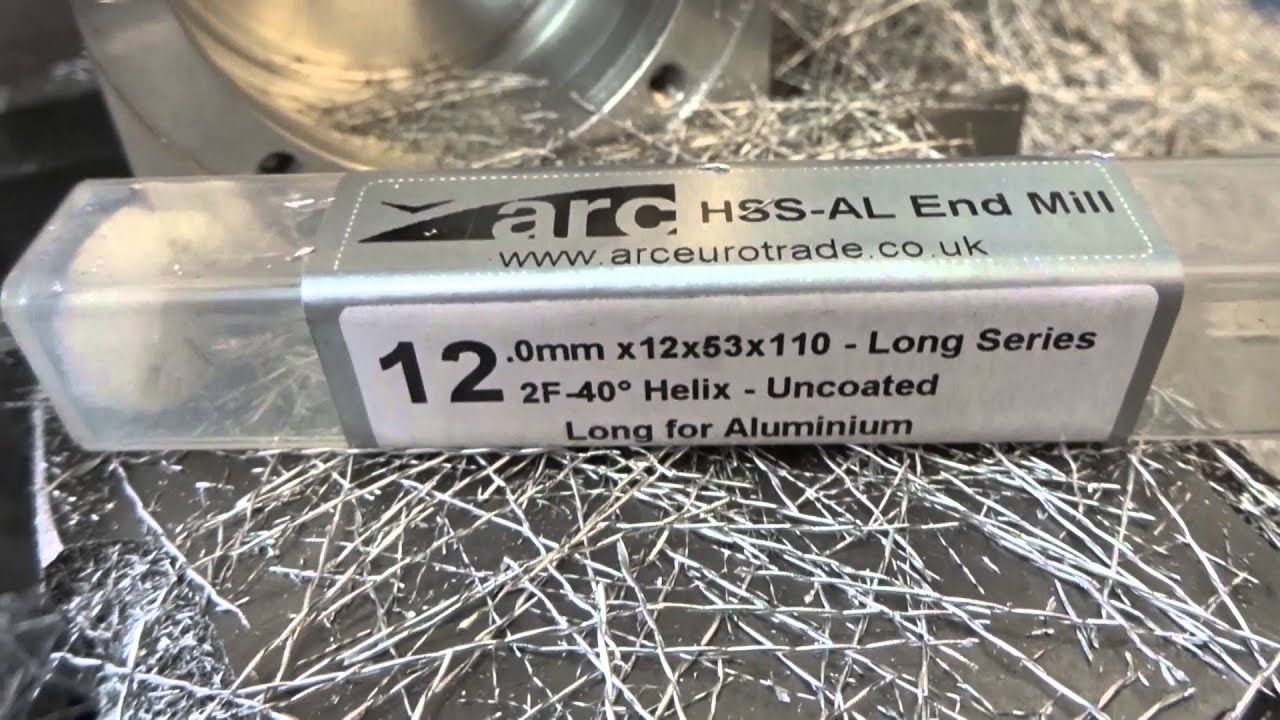 arc HSS-AL End Mill
www.arceurotrade.co.uk
12.0mm x12x53x110 - Long Series
2F-40° Helix - Uncoated
Long for Aluminium